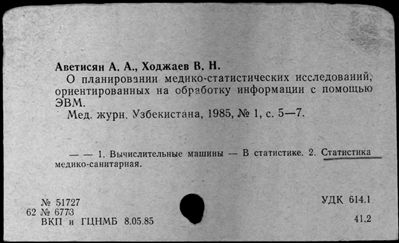 Аветисян А. А., Ходжаев В. Н.
О планировании медико-статистических исследований,
ориентированных на обработку информации с помощью
ЭВМ.
Мед. журн. Узбекистана, 1985, № 1, с. 5—7.
— — 1. Вычислительные машины — В статистике. 2. Статистика
медико-санитарная.
№ 51727
УДК 614.1
62 № 6773
ВКП и ГЦНМБ 8.05.85
41.2